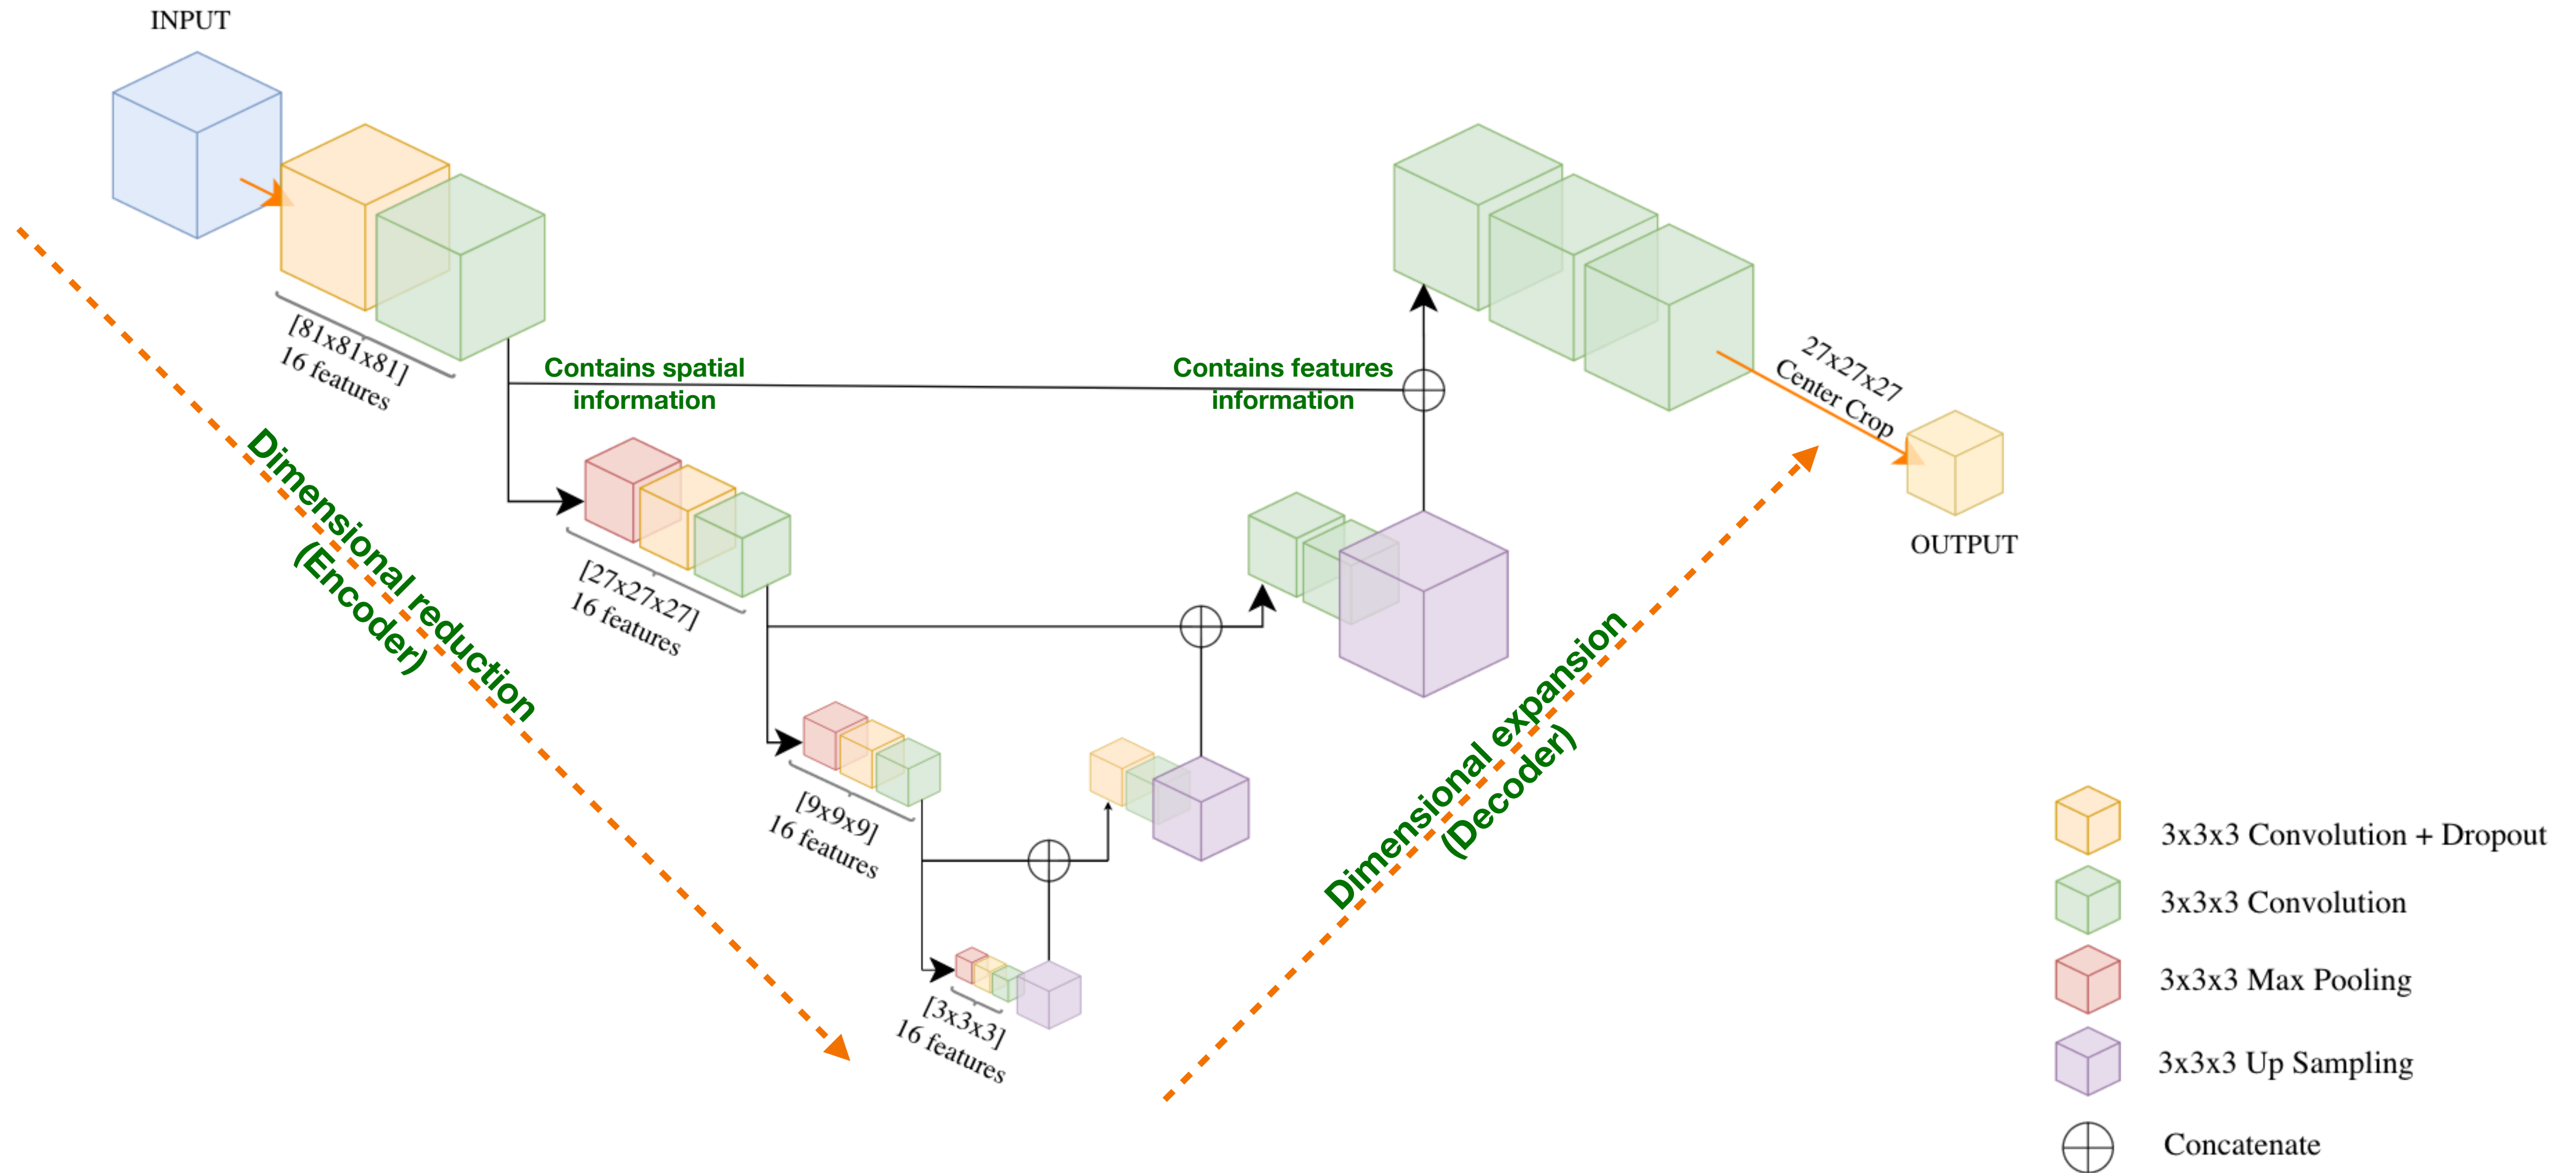 INPUT
[81x81x81]
16 features
Contains spatial
information
Contains features
information
27x27x27
Center Crop
OUTPUT
Dimensional reduction
(Encoder)
[27x27x27]
16 features
[9x9x9]
16 features
[3x3x3]
16 features
Dimensional expansion
(Decoder)
3x3x3 Convolution + Dropout
3x3x3 Convolution
3x3x3 Max Pooling
3x3x3 Up Sampling
Concatenate